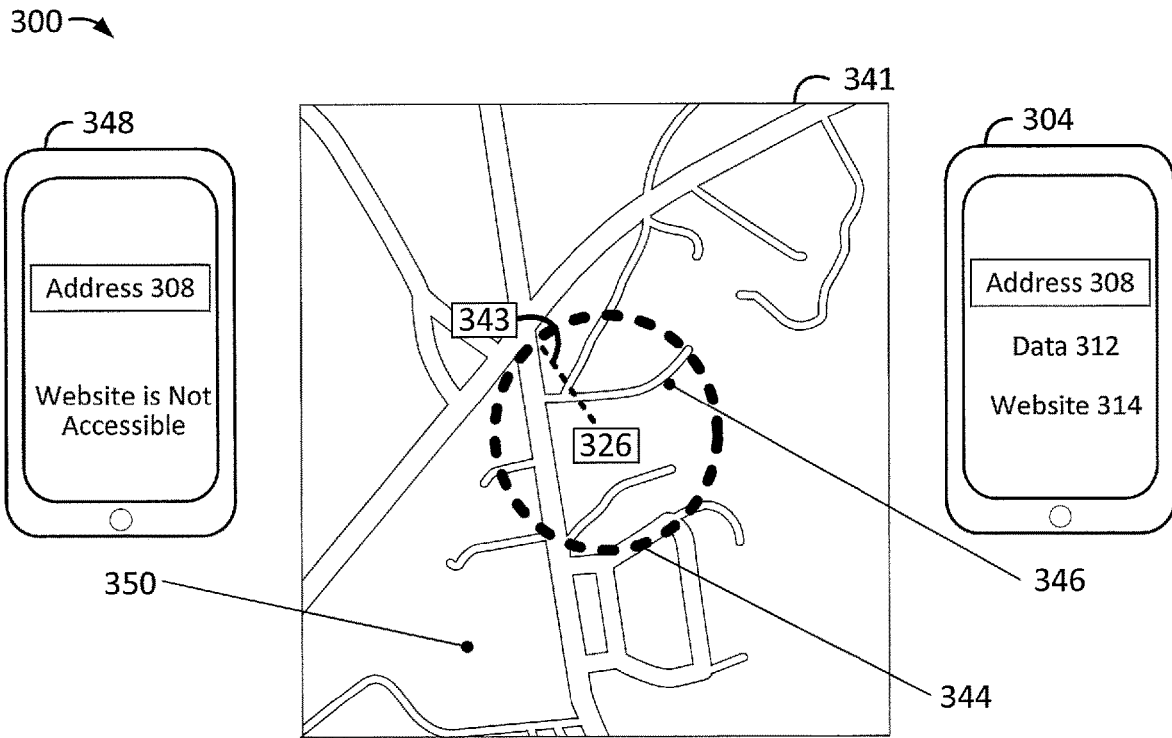 300
341
348
304
Address 308
Website is Not
Accessible
343
326
Address 308
Data 312
Website 314
350
346
344